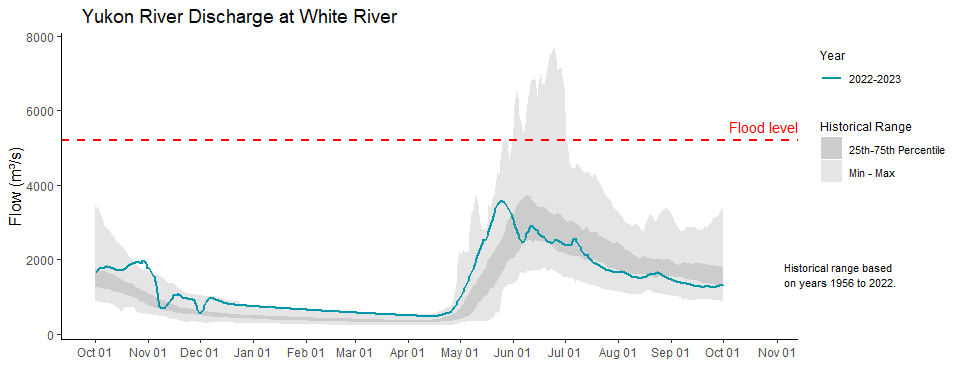 Yukon River Discharge at White River
Flow (m³/s)
8000
6000
4000
2000
0
Flood level
Oct 01 Nov 01 Dec 01 Jan 01 Feb 01 Mar 01 Apr 01 May 01 Jun 01 Jul 01 Aug 01 Sep 01 Oct 01 Nov 01
Year
2022-2023
Historical Range
25th-75th Percentile
Min - Max
Historical range based
on years 1956 to 2022.